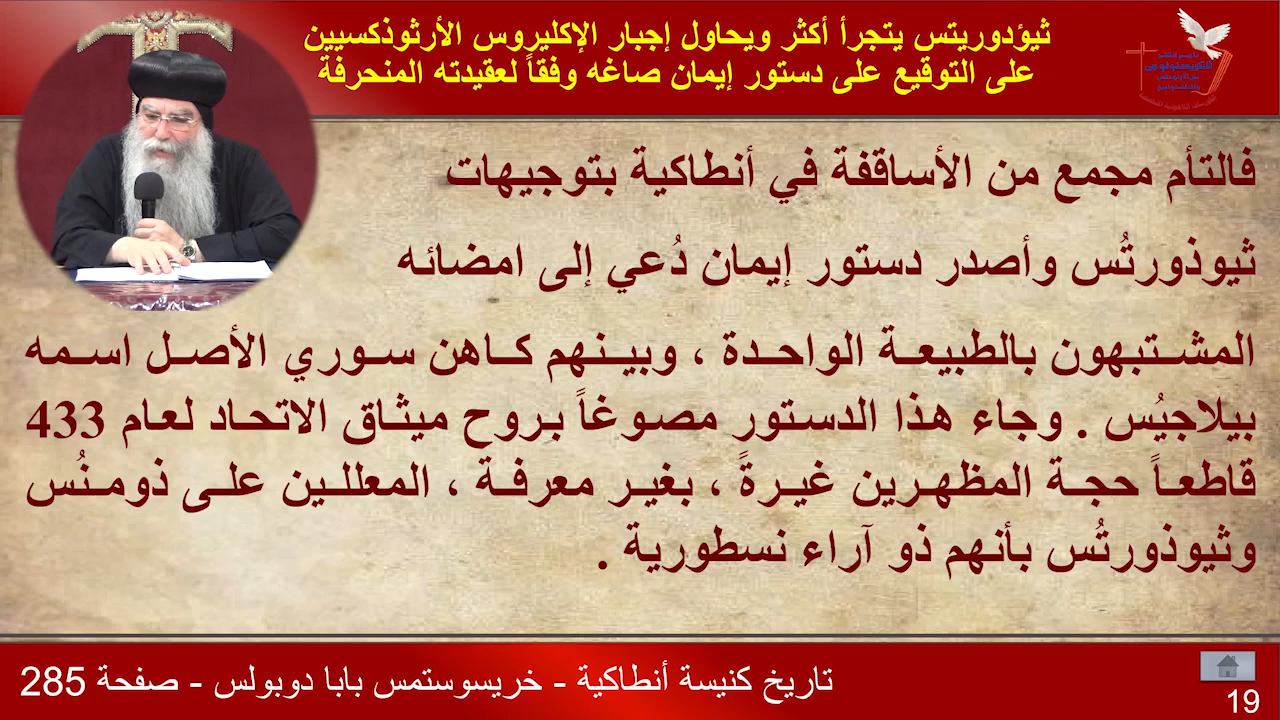 ثيؤدوريتس يتجرأ أكثر ويحاول إجبار الإكليروس الأرثوذكسيين
على التوقيع على دستور إيمان صاغه وفقاً لعقيدته المنحرفة
فالتأم مجمع من الأساقفة في أنطاكية بتوجيهات
ثيوذورتُس وأصدر دستور إيمان دُعي إلى امضائه
المشتبهون بالطبيعة الواحدة ، وبينهم كاهن سوري الأصل اسمه
بيلاجيُس . وجاء هذا الدستور مصوغاً بروح ميثاق الاتحاد لعام 433
قاطعاً حجة المظهرين غيرةً ، بغير معرفة ، المعللين على ذومنُس
وثيوذورتُس بأنهم ذو آراء نسطورية .
تاريخ كنيسة أنطاكية - خريسوستمس بابا دوبولس - صفحة 285
19